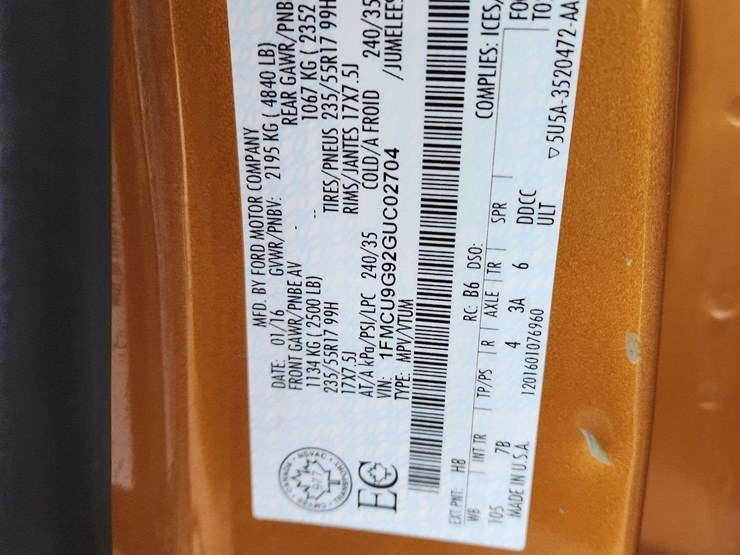 MFD. BY FORD MOTOR COMPANY
DATE: 01/16 GVWR/PNBV: 2195 KG ( 4840 LB)
FRONT GAWR/PNBE AV REAR GAWR/PNB
1134 KG ( 2500 LB) 1067 KG ( 2352
235/55R17 99H TIRES/PNEUS 235/55R17 99H
17X7.5J RIMS/JANTES 17X7.5J
AT/A kPa/PSI/LPC 240/35 COLD/A FROID 240/35
VIN: 1FMCU9G92GUC02704 /JUMELEES
TYPE: MPV/VTUM
EC
EXT PNT: H8 RC: B6 DSO: COMPLIES: ICES,
WB INT TR TP/PS R AXLE TR SPR FO
105 7B 4 3A 6 DDCC TO
MADE IN U.S.A. ULT
1201601076960 ▽5U5A-3520472-AA